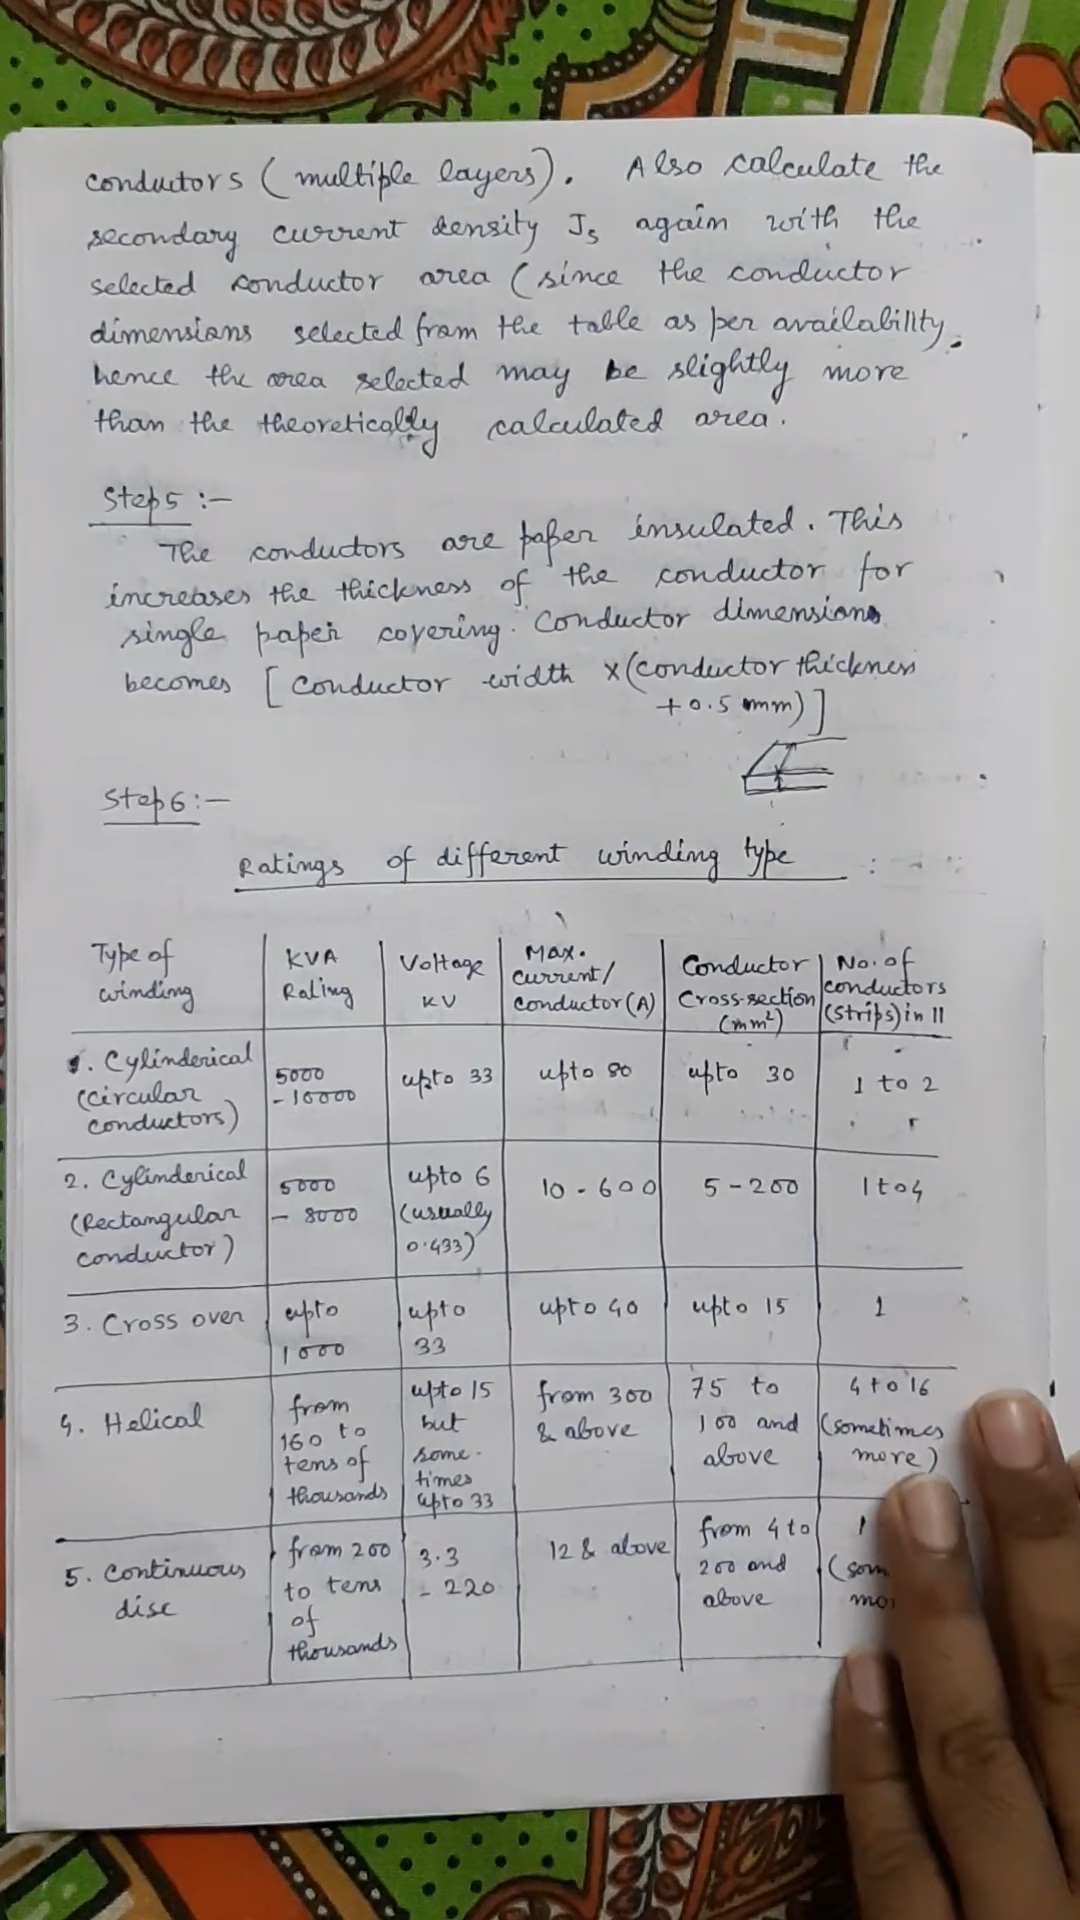 conductors (multiple layers). Also calculate the
secondary current density Js again with the
selected conductor area (since the conductor
dimensions selected from the table as per availability.
hence the area selected may be slightly more
than the theoretically calculated area.
Step5 :-
The conductors are paper insulated. This
increases the thickness of the conductor for
single paper covering. Conductor dimensions
becomes [Conductor width x (conductor thickness
+ 0.5 mm)]
Step6 :-
Ratings of different winding type
Type of winding | KVA Rating | Voltage KV | Max. current/ conductor (A) | Conductor Cross-section (mm²) | No. of conductors (strips) in 11
1. Cylinderical (circular conductors) | 5000 - 10000 | upto 33 | upto 80 | upto 30 | 1 to 2
2. Cylinderical (Rectangular conductor) | 5000 - 8000 | upto 6 (usually 0.433) | 10 - 600 | 5 - 200 | 1 to 4
3. Cross over | upto 1000 | upto 33 | upto 40 | upto 15 | 1
4. Helical | from 160 to tens of thousands | upto 15 but some-times upto 33 | from 300 & above | 75 to 100 and above | 4 to 16 (sometimes more)
5. Continuous disc | from 200 to tens of thousands | 3.3 - 220 | 12 & above | from 4 to 200 and above